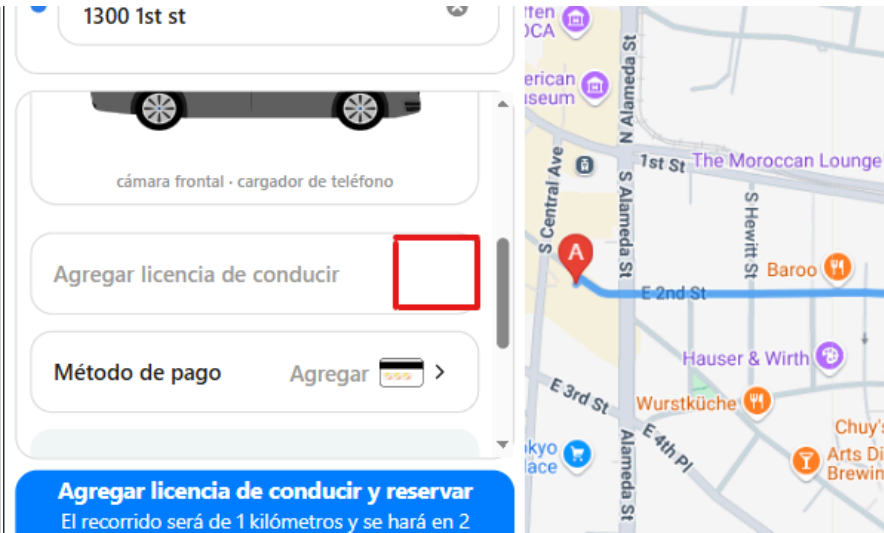 1300 1st st
cámara frontal · cargador de teléfono
Agregar licencia de conducir
Método de pago
Agregar
Agregar licencia de conducir y reservar
El recorrido será de 1 kilómetros y se hará en 2
OCA
erican
useum
N Alameda St
1st St
The Moroccan Lounge
S Central Ave
S Alameda St
S Hewitt St
A
Baroo
E 2nd St
Hauser & Wirth
E 3rd St
Wurstküche
E 4th Pl
Alameda St
okyo
lace
Chuy's
Arts Di
Brewin